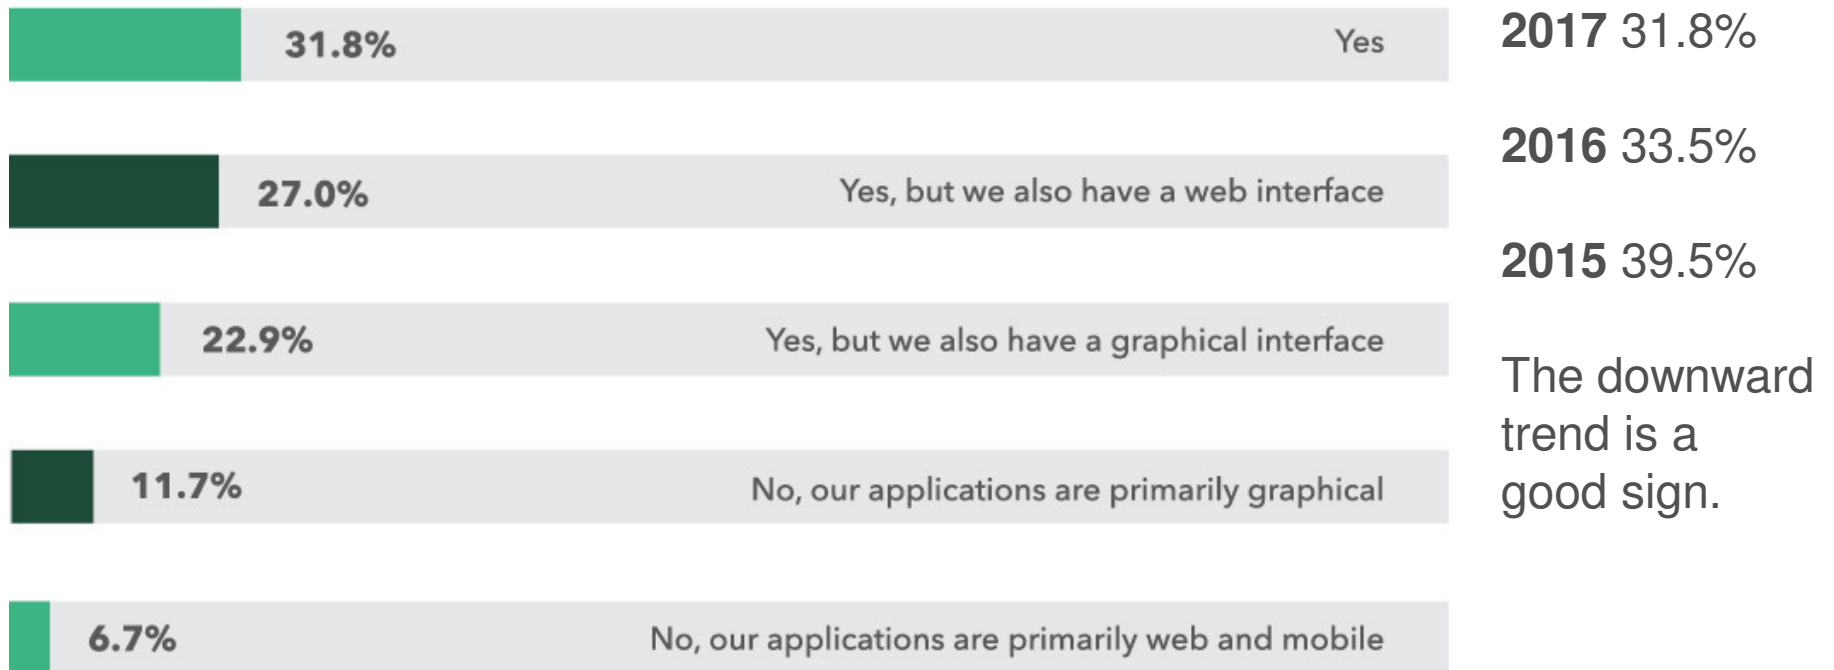 31.8% Yes
27.0% Yes, but we also have a web interface
22.9% Yes, but we also have a graphical interface
11.7% No, our applications are primarily graphical
6.7% No, our applications are primarily web and mobile
2017 31.8%
2016 33.5%
2015 39.5%
The downward
trend is a
good sign.